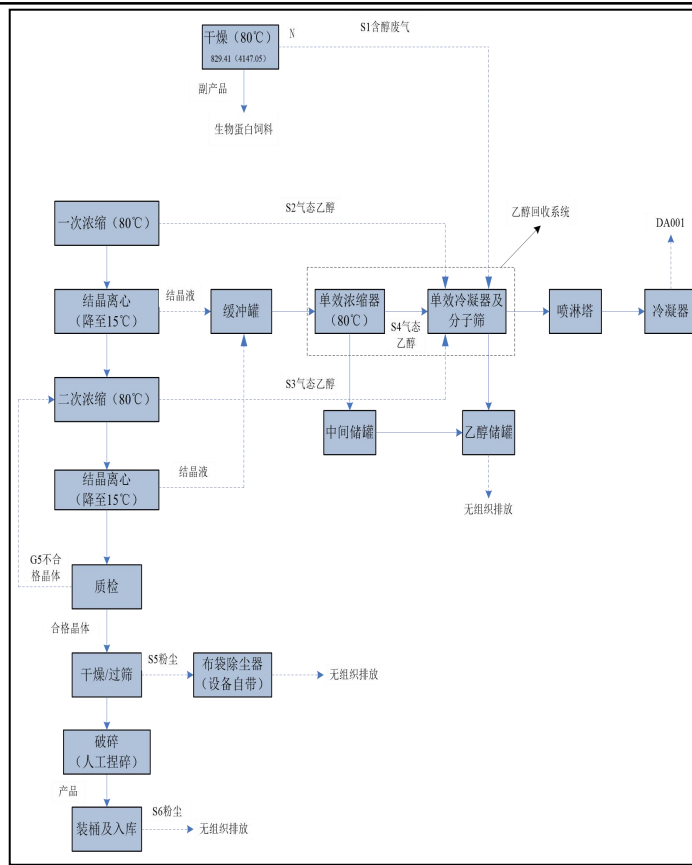 干燥（80℃）
829.41（4147.05）
N
S1含醇废气
副产品
生物蛋白饲料
一次浓缩（80℃）
S2气态乙醇
乙醇回收系统
DA001
结晶离心
（降至15℃）
结晶液
缓冲罐
单效浓缩器
（80℃）
S4气态
乙醇
单效冷凝器及
分子筛
喷淋塔
冷凝器
二次浓缩（80℃）
S3气态乙醇
中间储罐
乙醇储罐
结晶离心
（降至15℃）
结晶液
无组织排放
G5不合
格晶体
质检
合格晶体
干燥/过筛
S5粉尘
布袋除尘器
（设备自带）
无组织排放
破碎
（人工捏碎）
产品
装桶及入库
S6粉尘
无组织排放